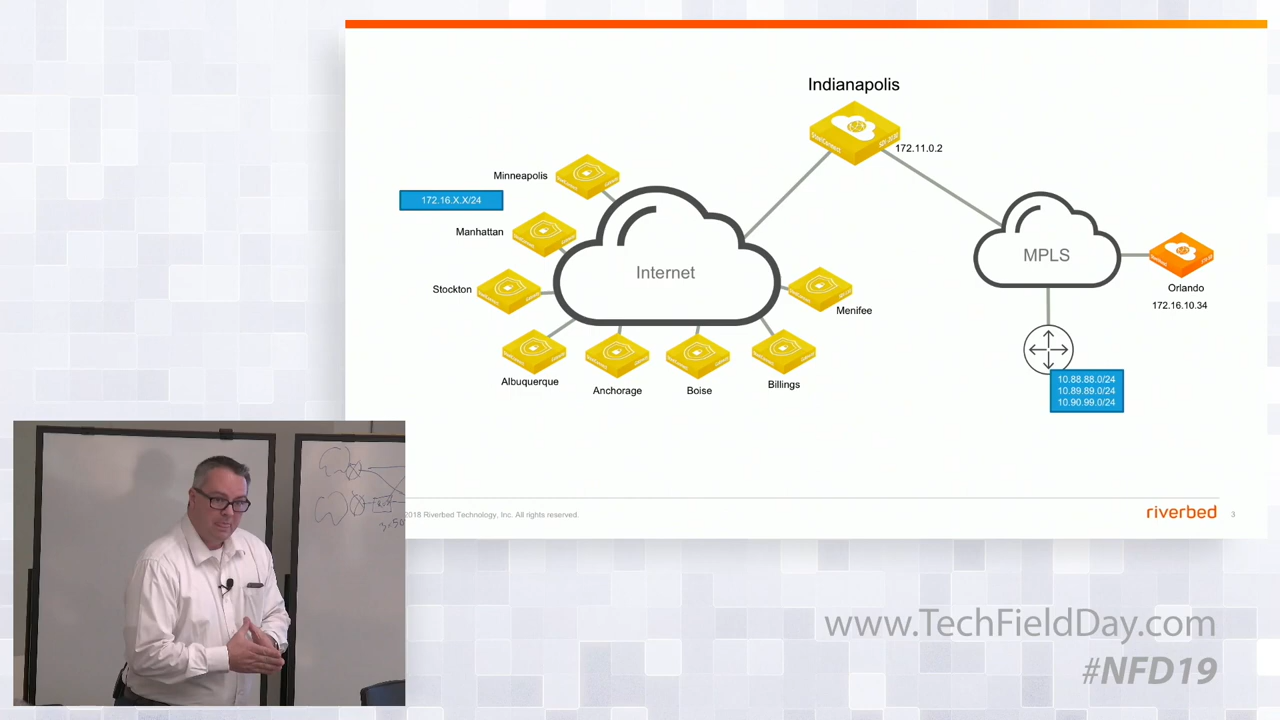 Indianapolis
172.11.0.2
Minneapolis
172.16.X.X/24
Manhattan
Stockton
Internet
MPLS
Menifee
Orlando
172.16.10.34
Albuquerque
Anchorage
Boise
Billings
10.88.88.0/24
10.89.89.0/24
10.90.99.0/24
2018 Riverbed Technology, Inc. All rights reserved.
riverbed
3
www.TechFieldDay.com
#NFD19